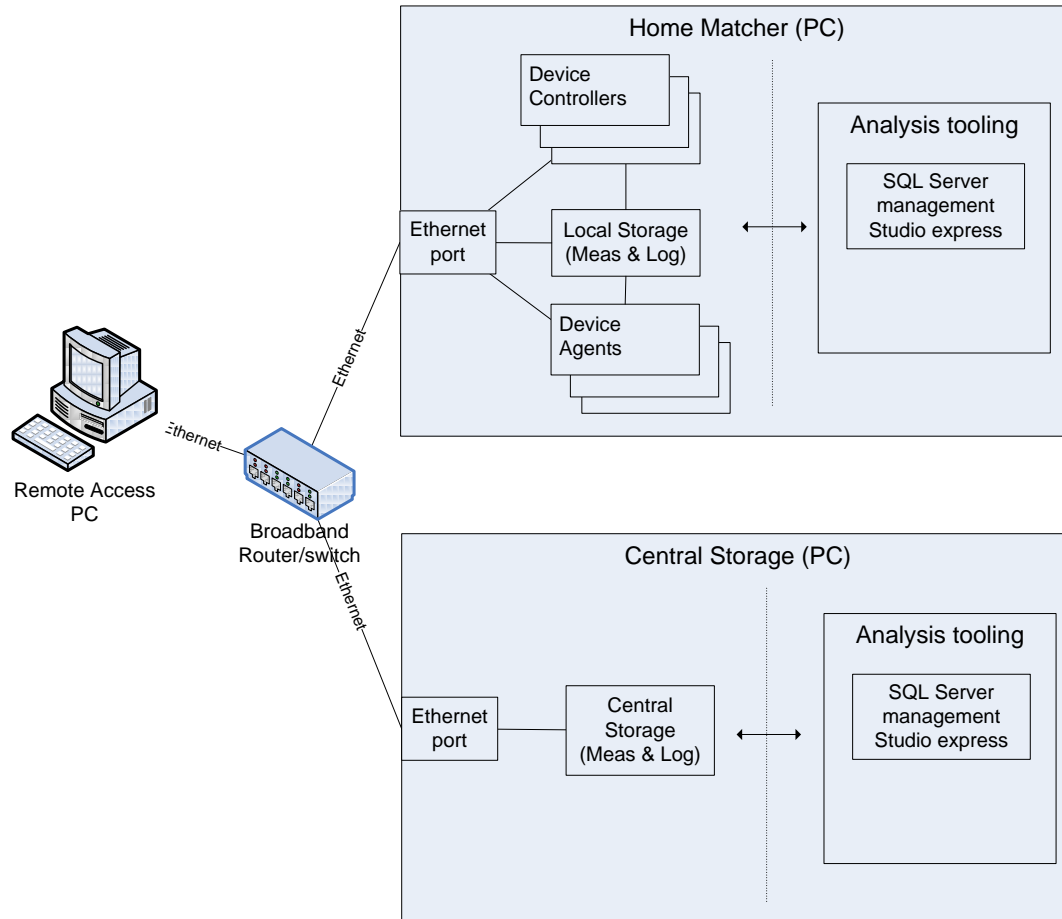 Home Matcher (PC)
Device
Controllers
Analysis tooling
SQL Server
management
Studio express
Ethernet
port
Local Storage
(Meas & Log)
Device
Agents
Ethernet
Ethernet
Remote Access
PC
Broadband
Router/switch
Ethernet
Central Storage (PC)
Analysis tooling
SQL Server
management
Studio express
Ethernet
port
Central
Storage
(Meas & Log)